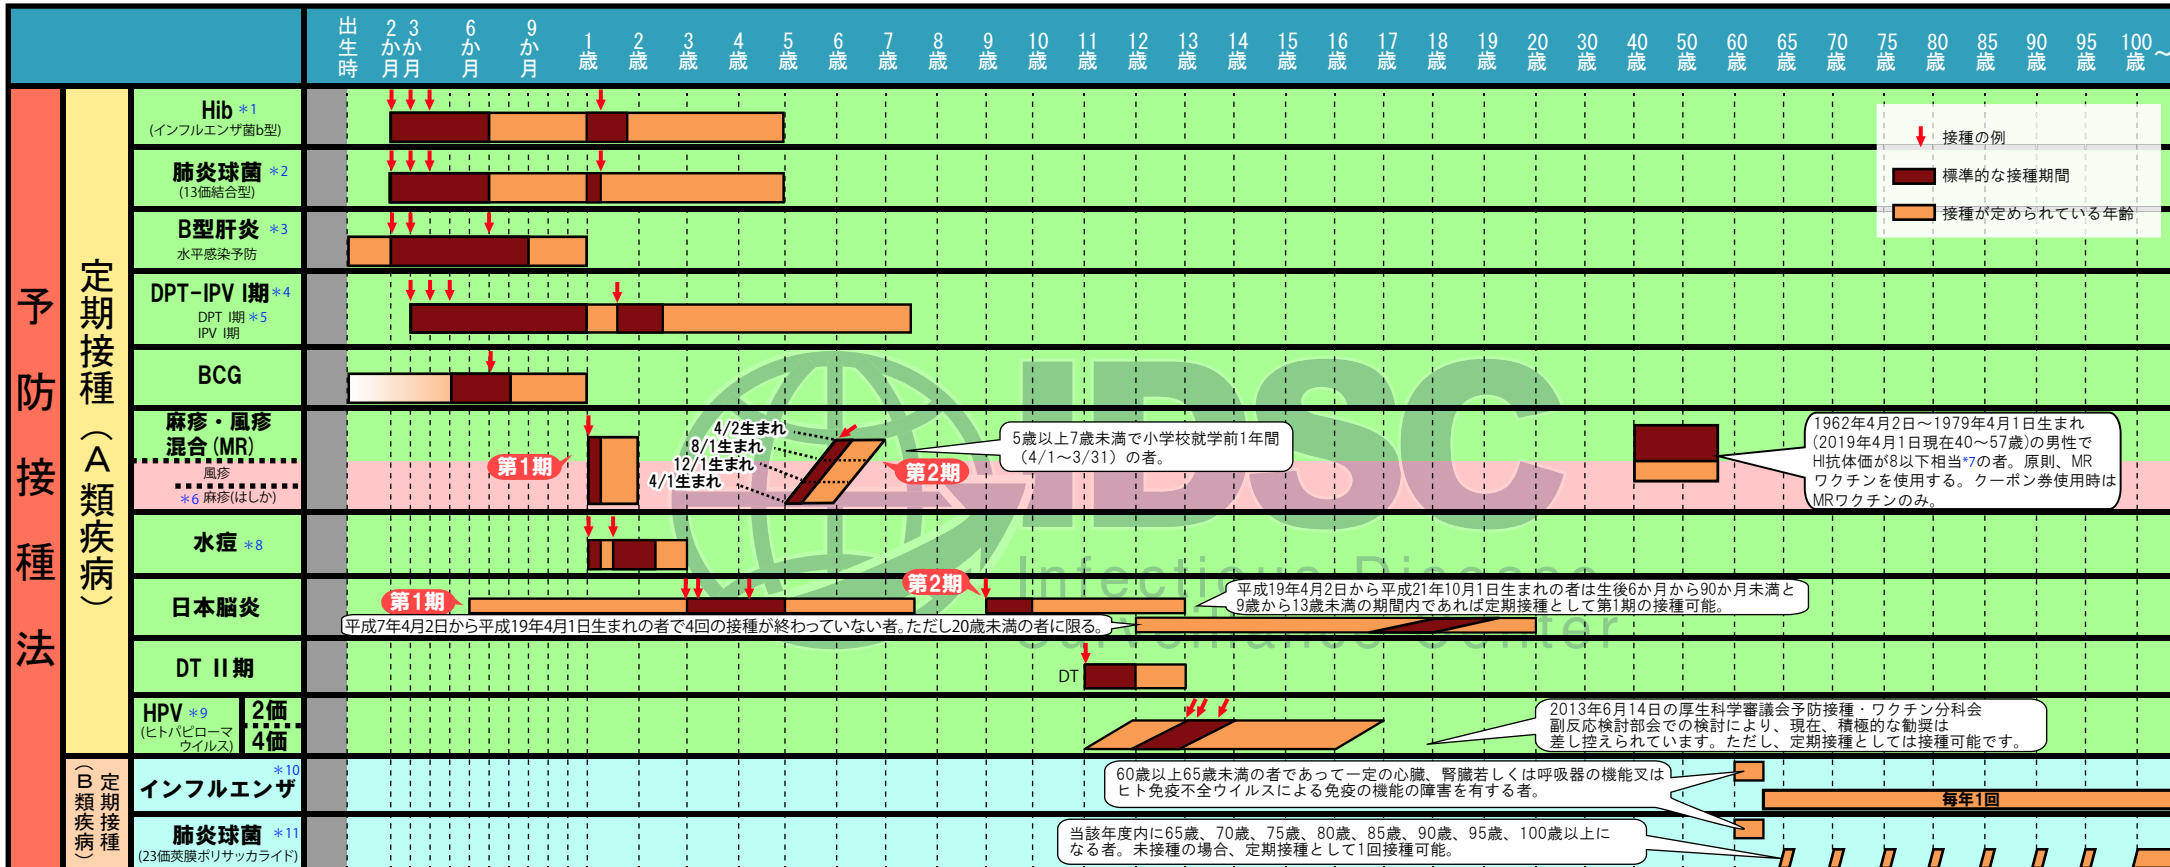 出生時 2か月 3か月 6か月 9か月 1歳 2歳 3歳 4歳 5歳 6歳 7歳 8歳 9歳 10歳 11歳 12歳 13歳 14歳 15歳 16歳 17歳 18歳 19歳 20歳 30歳 40歳 50歳 60歳 65歳 70歳 75歳 80歳 85歳 90歳 95歳 100歳~
予防接種法
定期接種(A類疾病)
Hib *1
(インフルエンザ菌b型)
接種の例
標準的な接種期間
接種が定められている年齢
肺炎球菌 *2
(13価結合型)
B型肝炎 *3
水平感染予防
DPT-IPV I期*4
DPT I期*5
IPV I期
BCG
麻疹・風疹
混合(MR)
風疹
*6 麻疹(はしか)
第1期
4/2生まれ
8/1生まれ
12/1生まれ
4/1生まれ
第2期
5歳以上7歳未満で小学校就学前1年間
(4/1~3/31)の者。
1962年4月2日~1979年4月1日生まれ
(2019年4月1日現在40~57歳)の男性で
HI抗体価が8以下相当*7の者。原則、MR
ワクチンを使用する。クーポン券使用時は
MRワクチンのみ。
IDSC
Infectious Disease
Surveillance Center
水痘 *8
日本脳炎
第1期
第2期
平成19年4月2日から平成21年10月1日生まれの者は生後6か月から90か月未満と
9歳から13歳未満の期間内であれば定期接種として第1期の接種可能。
平成7年4月2日から平成19年4月1日生まれの者で4回の接種が終わっていない者。ただし20歳未満の者に限る。
DT II期
DT
HPV *9
(ヒトパピローマ
ウイルス)
2価
4価
2013年6月14日の厚生科学審議会予防接種・ワクチン分科会
副反応検討部会での検討により、現在、積極的な勧奨は
差し控えられています。ただし、定期接種としては接種可能です。
定期接種
(B類疾病)
インフルエンザ *10
60歳以上65歳未満の者であって一定の心臓、腎臓若しくは呼吸器の機能又は
ヒト免疫不全ウイルスによる免疫の機能の障害を有する者。
毎年1回
肺炎球菌 *11
(23価莢膜ポリサッカライド)
当該年度内に65歳、70歳、75歳、80歳、85歳、90歳、95歳、100歳以上に
なる者。未接種の場合、定期接種として1回接種可能。